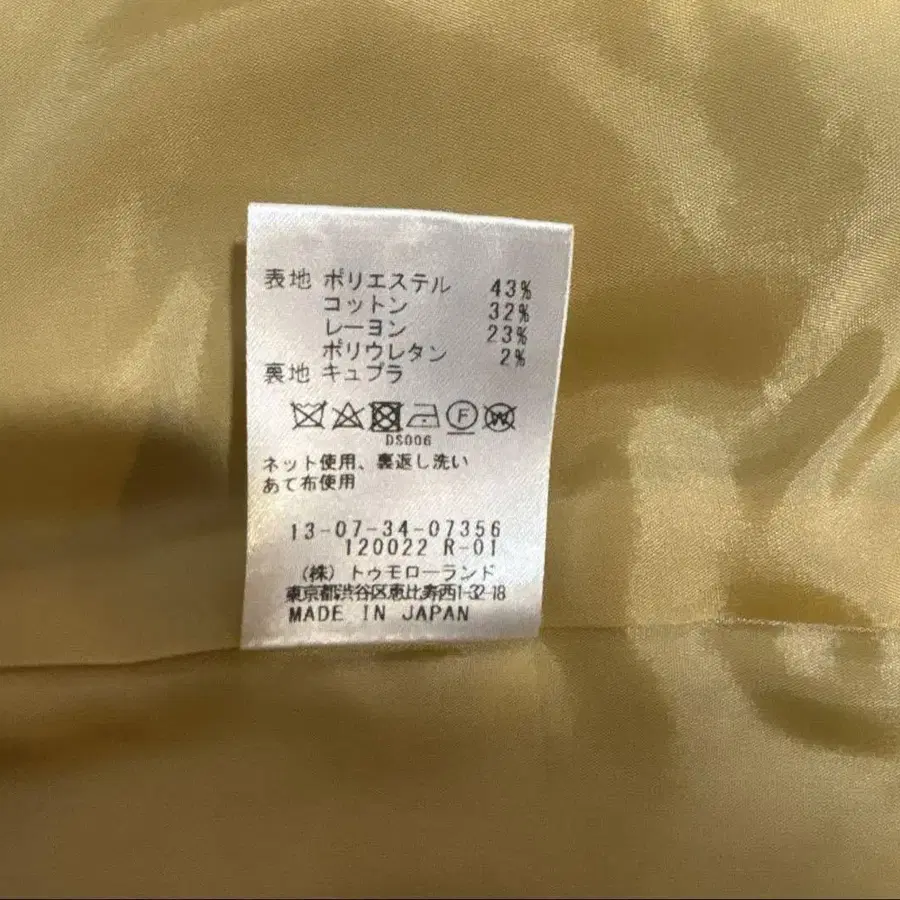 表地 ポリエステル 43%
コットン 32%
レーヨン 23%
ポリウレタン 2%
裏地 キュプラ
F W
DS006
ネット使用、裏返し洗い
あて布使用
13-07-34-07356
120022 R-01
(株) トゥモローランド
東京都渋谷区恵比寿西1-32-18
MADE IN JAPAN